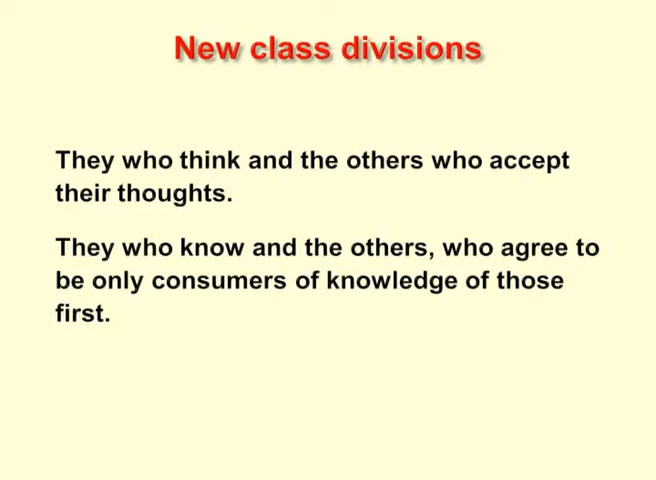 New class divisions
They who think and the others who accept
their thoughts.
They who know and the others, who agree to
be only consumers of knowledge of those
first.